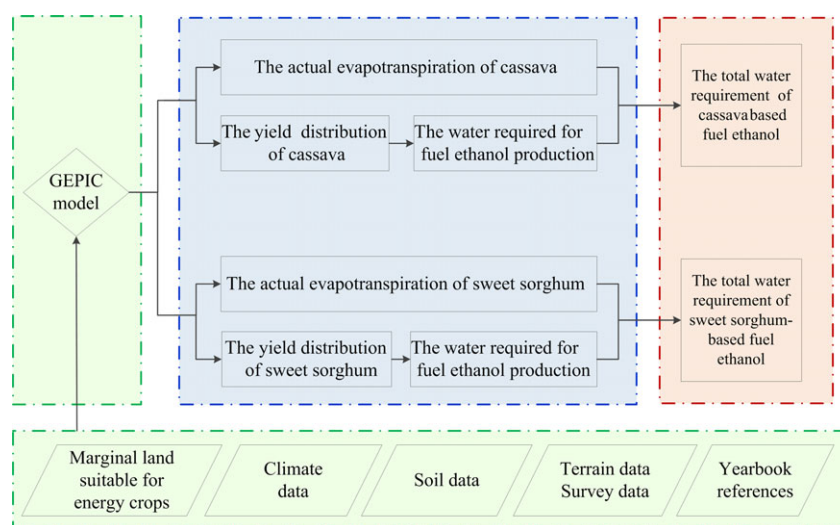 The actual evapotranspiration of cassava
The yield distribution
of cassava
The water required for
fuel ethanol production
The total water
requirement of
cassavabased
fuel ethanol
GEPIC
model
The actual evapotranspiration of sweet sorghum
The yield distribution
of sweet sorghum
The water required for
fuel ethanol production
The total water
requirement of
sweet sorghum-
based fuel
ethanol
Marginal land
suitable for
energy crops
Climate
data
Soil data
Terrain data
Survey data
Yearbook
references